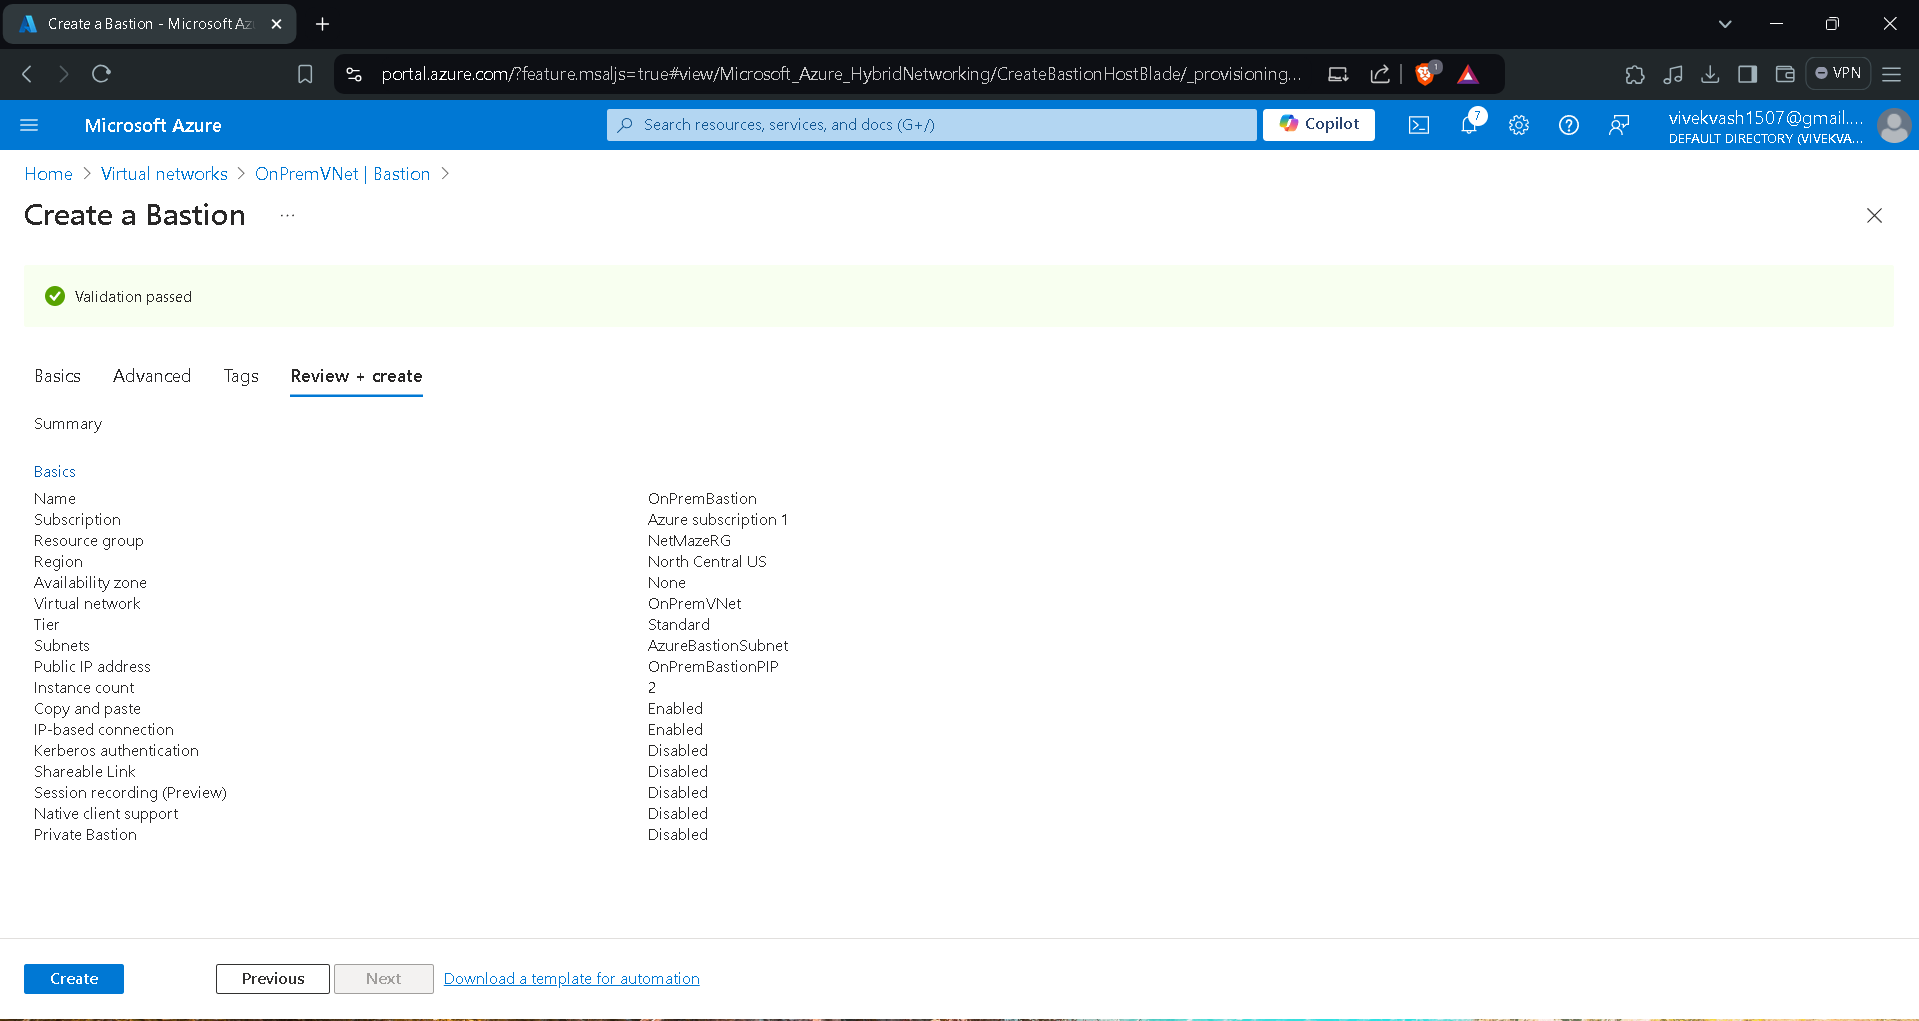 Create a Bastion - Microsoft Az
portal.azure.com/?feature.msaljs=true#view/Microsoft_Azure_HybridNetworking/CreateBastionHostBlade/_provisioning...
1
VPN
Microsoft Azure
Search resources, services, and docs (G+/)
Copilot
7
vivekvash1507@gmail....
DEFAULT DIRECTORY (VIVEKVA...
Home > Virtual networks > OnPremVNet | Bastion >
Create a Bastion ...
Validation passed
Basics Advanced Tags Review + create
Summary
Basics
Name OnPremBastion
Subscription Azure subscription 1
Resource group NetMazeRG
Region North Central US
Availability zone None
Virtual network OnPremVNet
Tier Standard
Subnets AzureBastionSubnet
Public IP address OnPremBastionPIP
Instance count 2
Copy and paste Enabled
IP-based connection Enabled
Kerberos authentication Disabled
Shareable Link Disabled
Session recording (Preview) Disabled
Native client support Disabled
Private Bastion Disabled
Create Previous Next Download a template for automation